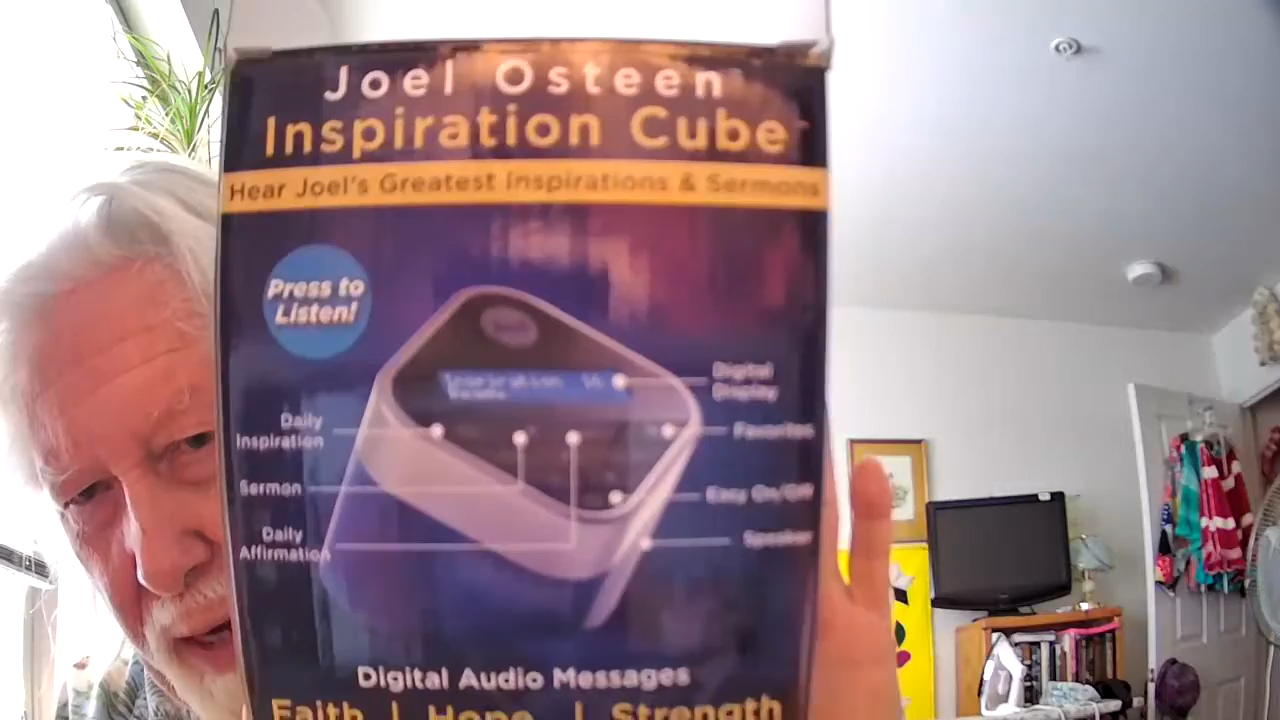 Joel Osteen
Inspiration Cube
Hear Joel's Greatest Inspirations & Sermons
Press to
Listen!
Inspiration
Digital
Display
Daily
Inspiration
Favorites
Sermon
Easy On/Off
Daily
Affirmation
Speaker
Digital Audio Messages
Faith | Hope | Strength